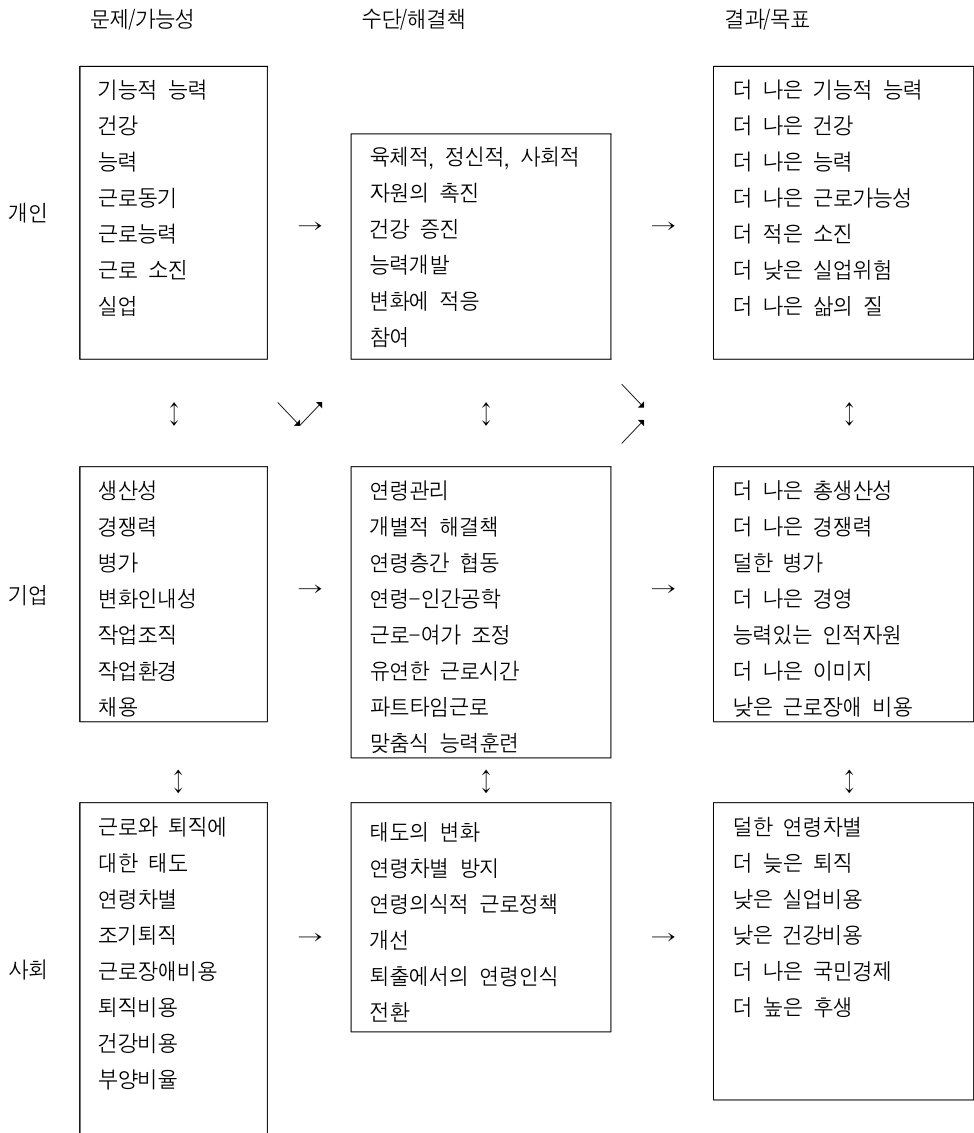 문제/가능성
수단/해결책
결과/목표
개인
기능적 능력
건강
능력
근로동기
근로능력
근로 소진
실업
→
육체적, 정신적, 사회적
자원의 촉진
건강 증진
능력개발
변화에 적응
참여
→
더 나은 기능적 능력
더 나은 건강
더 나은 능력
더 나은 근로가능성
더 적은 소진
더 낮은 실업위험
더 나은 삶의 질
기업
생산성
경쟁력
병가
변화인내성
작업조직
작업환경
채용
→
연령관리
개별적 해결책
연령층간 협동
연령-인간공학
근로-여가 조정
유연한 근로시간
파트타임근로
맞춤식 능력훈련
→
더 나은 총생산성
더 나은 경쟁력
덜한 병가
더 나은 경영
능력있는 인적자원
더 나은 이미지
낮은 근로장애 비용
사회
근로와 퇴직에
대한 태도
연령차별
조기퇴직
근로장애비용
퇴직비용
건강비용
부양비율
→
태도의 변화
연령차별 방지
연령의식적 근로정책
개선
퇴출에서의 연령인식
전환
→
덜한 연령차별
더 늦은 퇴직
낮은 실업비용
낮은 건강비용
더 나은 국민경제
더 높은 후생